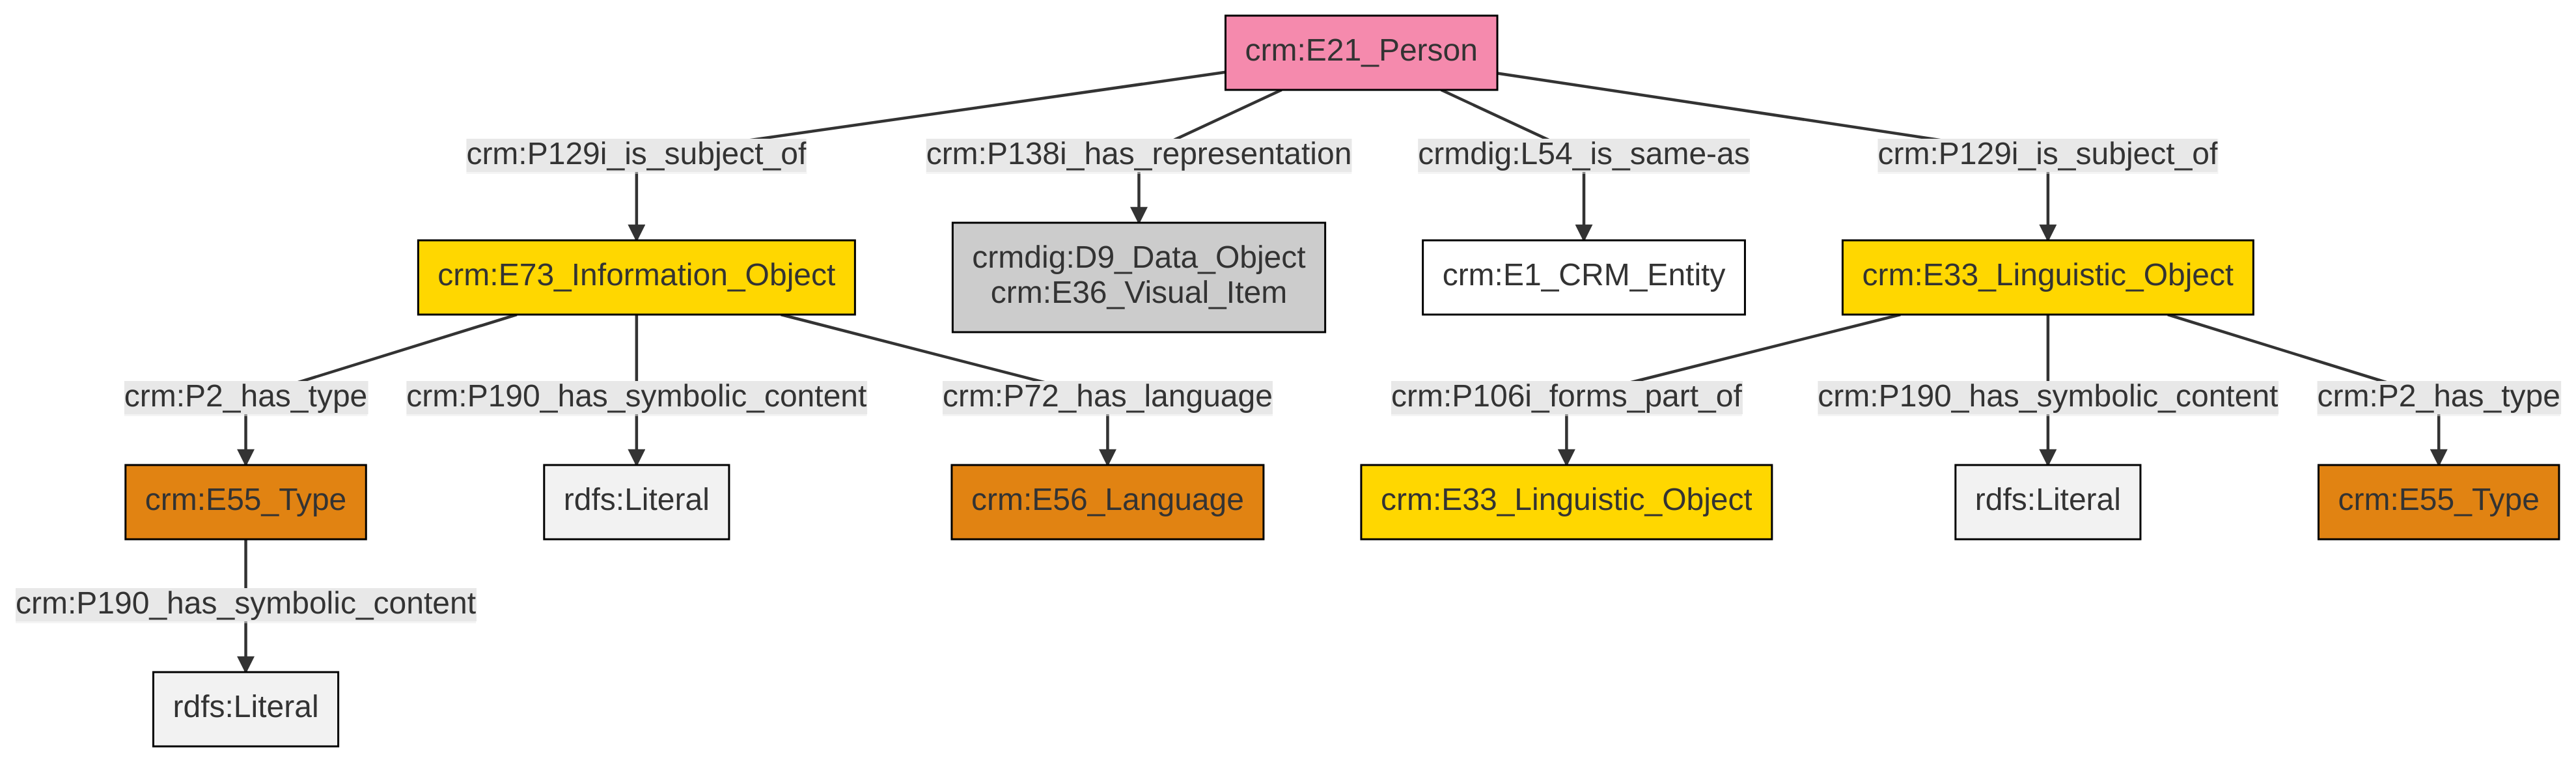 crm:E21_Person
crm:P129i_is_subject_of
crm:P138i_has_representation
crmdig:L54_is_same-as
crm:P129i_is_subject_of
crm:E73_Information_Object
crmdig:D9_Data_Object
crm:E36_Visual_Item
crm:E1_CRM_Entity
crm:E33_Linguistic_Object
crm:P2_has_type
crm:P190_has_symbolic_content
crm:P72_has_language
crm:P106i_forms_part_of
crm:P190_has_symbolic_content
crm:P2_has_type
crm:E55_Type
rdfs:Literal
crm:E56_Language
crm:E33_Linguistic_Object
rdfs:Literal
crm:E55_Type
crm:P190_has_symbolic_content
rdfs:Literal